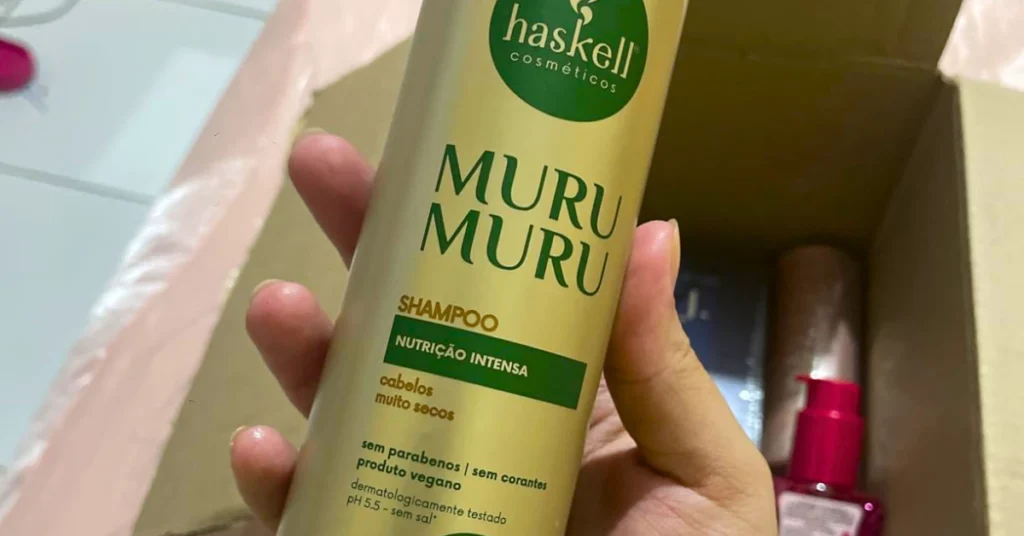 haskell®
cosméticos
MURU
MURU
SHAMPOO
NUTRIÇÃO INTENSA
cabelos
muito secos
sem parabenos | sem corantes
produto vegano
dermatologicamente testado
pH 5.5 - sem sal*
J.